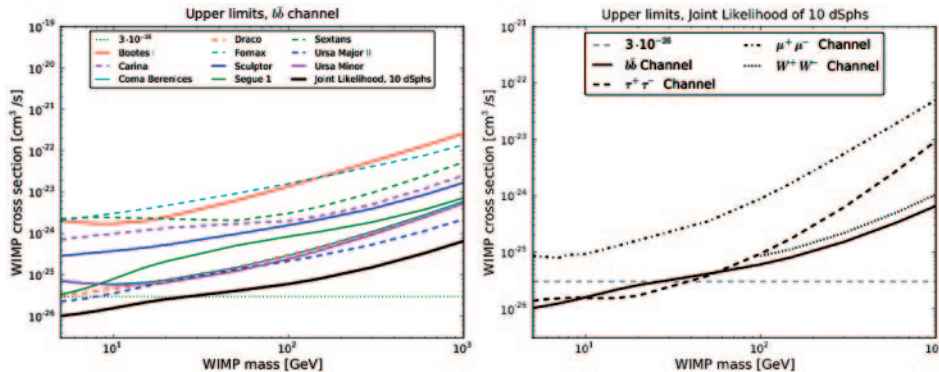 Upper limits, bb̄ channel
10⁻¹⁹
10⁻²⁰
10⁻²¹
10⁻²²
10⁻²³
10⁻²⁴
10⁻²⁵
10⁻²⁶
WIMP cross section [cm³ /s]
3·10⁻²⁶
Bootes I
Carina
Coma Berenices
Draco
Fornax
Sculptor
Segue 1
Sextans
Ursa Major II
Ursa Minor
Joint Likelihood, 10 dSphs
10¹
10²
10³
WIMP mass [GeV]
Upper limits, Joint Likelihood of 10 dSphs
10⁻²¹
10⁻²²
10⁻²³
10⁻²⁴
10⁻²⁵
10⁻²⁶
WIMP cross section [cm³ /s]
3·10⁻²⁶
bb̄ Channel
τ⁺τ⁻ Channel
μ⁺μ⁻ Channel
W⁺W⁻ Channel
10¹
10²
WIMP mass [GeV]